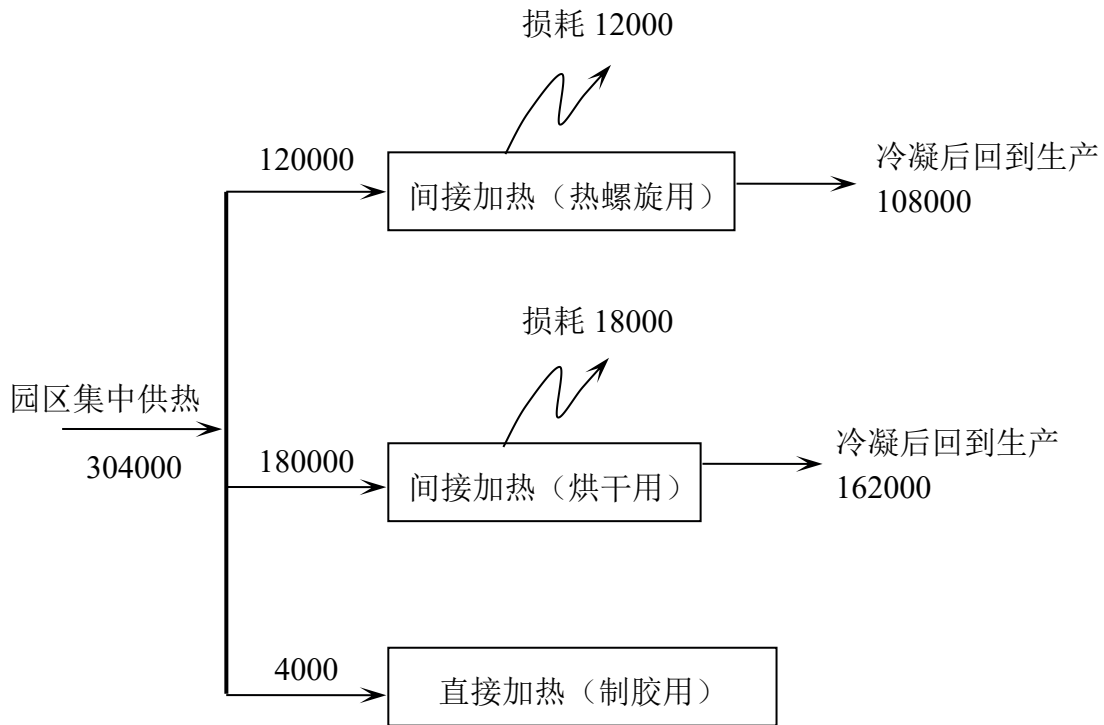 损耗 12000
120000
间接加热（热螺旋用）
冷凝后回到生产
108000
损耗 18000
园区集中供热
304000
180000
间接加热（烘干用）
冷凝后回到生产
162000
4000
直接加热（制胶用）